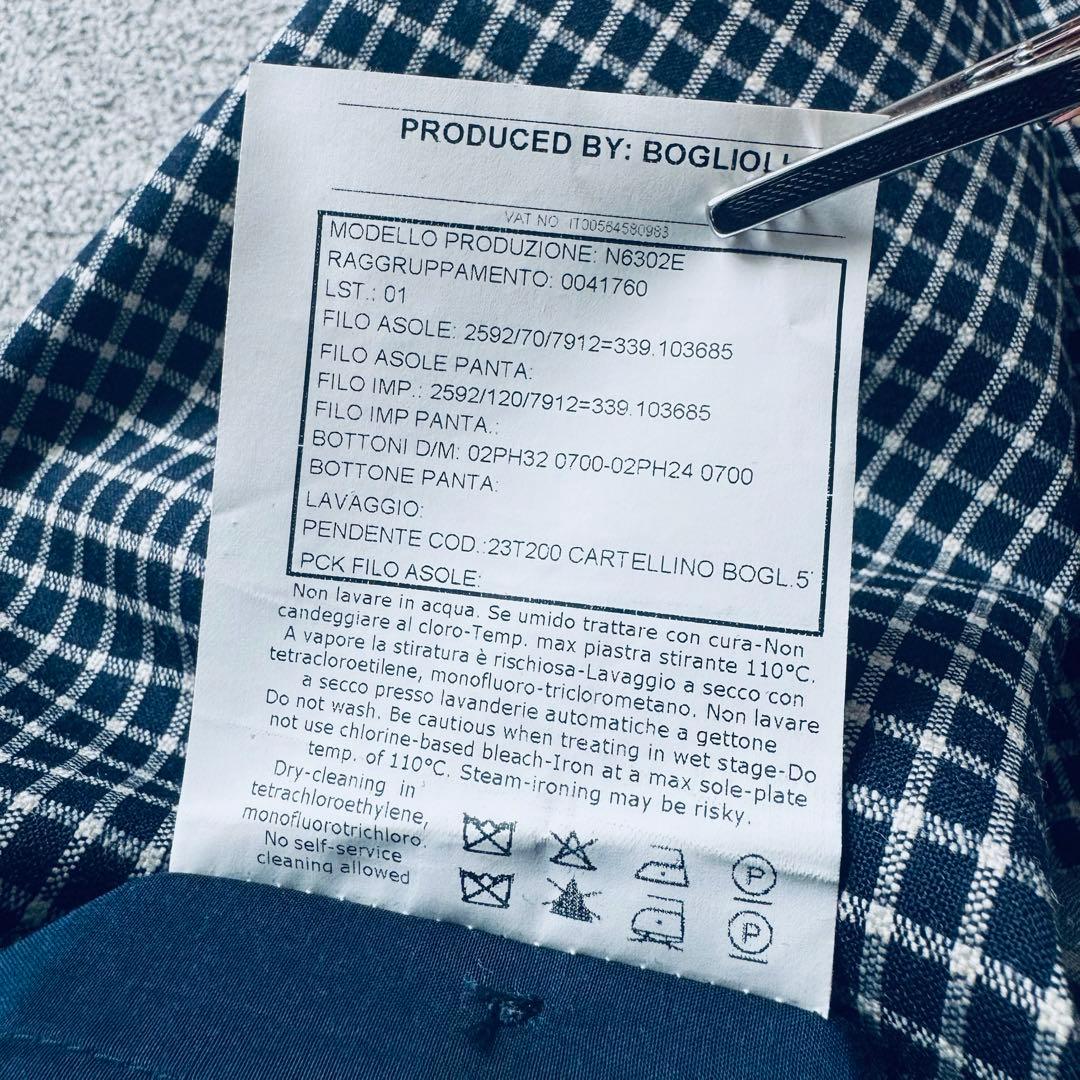 PRODUCED BY: BOGLIOLI
VAT NO IT00564580983
MODELLO PRODUZIONE: N6302E
RAGGRUPPAMENTO: 0041760
LST.: 01
FILO ASOLE: 2592/70/7912=339.103685
FILO ASOLE PANTA:
FILO IMP.: 2592/120/7912=339.103685
FILO IMP PANTA.:
BOTTONI D/M: 02PH32 0700-02PH24 0700
BOTTONE PANTA:
LAVAGGIO:
PENDENTE COD.:23T200 CARTELLINO BOGL.5'
PCK FILO ASOLE:
Non lavare in acqua. Se umido trattare con cura-Non
candeggiare al cloro-Temp. max piastra stirante 110°C.
A vapore la stiratura è rischiosa-Lavaggio a secco con
tetracloroetilene, monofluoro-triclorometano. Non lavare
a secco presso lavanderie automatiche a gettone
Do not wash. Be cautious when treating in wet stage-Do
not use chlorine-based bleach-Iron at a max sole-plate
temp. of 110°C. Steam-ironing may be risky.
Dry-cleaning in
tetrachloroethylene,
monofluorotrichloro.
No self-service
cleaning allowed
P
P